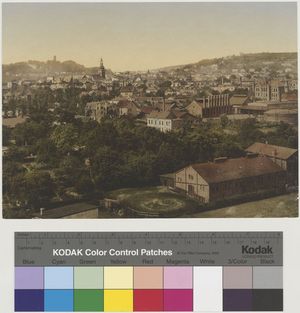 KODAK Color Control Patches
Kodak
Blue Cyan Green Yellow Red Magenta White 3/Color Black